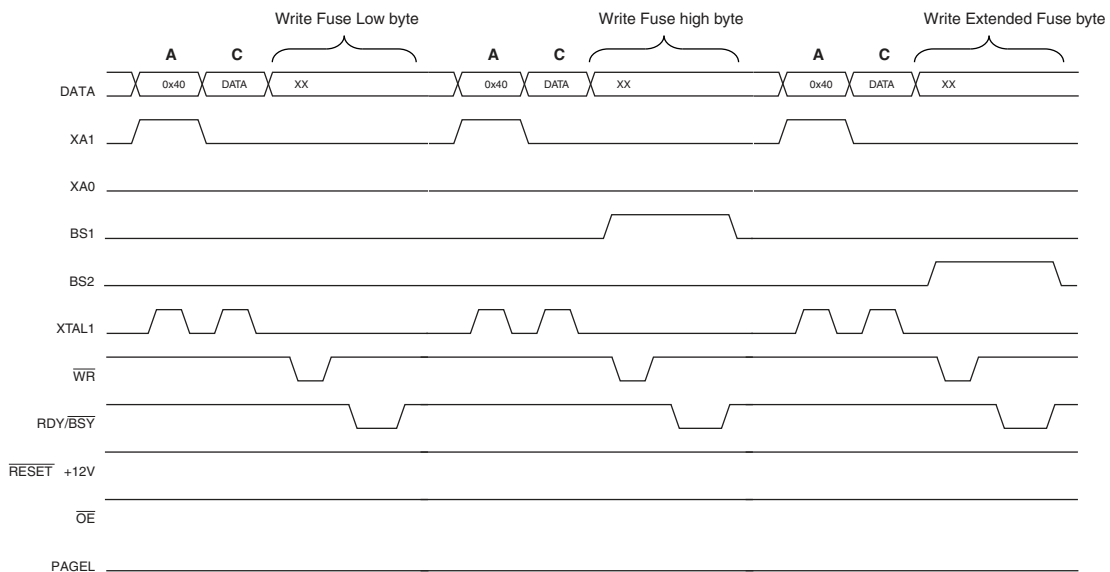 Write Fuse Low byte Write Fuse high byte Write Extended Fuse byte
A C A C A C
DATA 0x40 DATA XX 0x40 DATA XX 0x40 DATA XX
XA1
XA0
BS1
BS2
XTAL1
WR
RDY/BSY
RESET +12V
OE
PAGEL